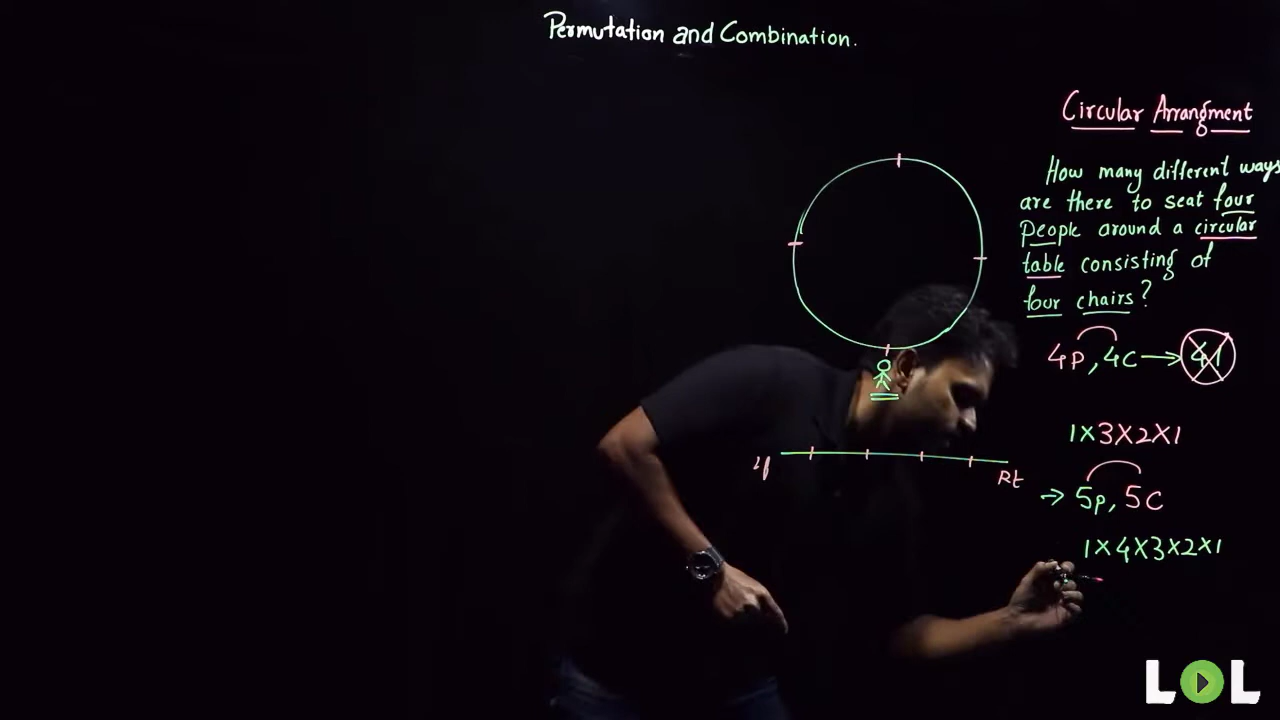 Permutation and Combination.
Circular Arrangment
How many different ways
are there to seat four
people around a circular
table consisting of
four chairs?
4P, 4C → 4!
1×3×2×1
Lf
Rt
→ 5P, 5C
1×4×3×2×1
LOL